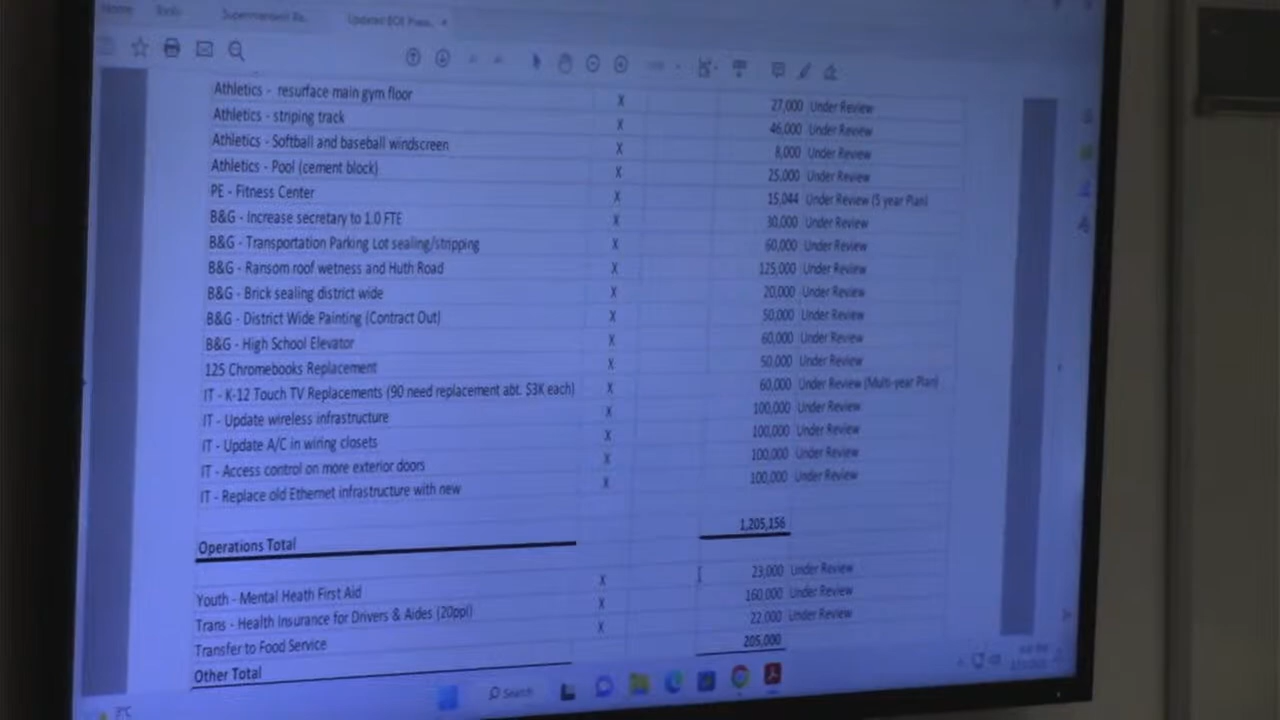 Home Tools Superintendent Updated BOE Pres...
Athletics - resurface main gym floor X 27,000 Under Review
Athletics - striping track X 46,000 Under Review
Athletics - Softball and baseball windscreen X 8,000 Under Review
Athletics - Pool (cement block) X 25,000 Under Review
PE - Fitness Center X 15,044 Under Review (5 year Plan)
B&G - Increase secretary to 1.0 FTE X 30,000 Under Review
B&G - Transportation Parking Lot sealing/stripping X 60,000 Under Review
B&G - Ransom roof wetness and Huth Road X 125,000 Under Review
B&G - Brick sealing district wide X 20,000 Under Review
B&G - District Wide Painting (Contract Out) X 50,000 Under Review
B&G - High School Elevator X 60,000 Under Review
125 Chromebooks Replacement X 50,000 Under Review
IT - K-12 Touch TV Replacements (90 need replacement abt. $3K each) X 60,000 Under Review (Multi-year Plan)
IT - Update wireless infrastructure X 100,000 Under Review
IT - Update A/C in wiring closets X 100,000 Under Review
IT - Access control on more exterior doors X 100,000 Under Review
IT - Replace old Ethernet infrastructure with new X 100,000 Under Review
Operations Total 1,205,156
Youth - Mental Heath First Aid X 23,000 Under Review
Trans - Health Insurance for Drivers & Aides (20ppl) X 160,000 Under Review
Transfer to Food Service X 22,000 Under Review
Other Total 205,000
Search